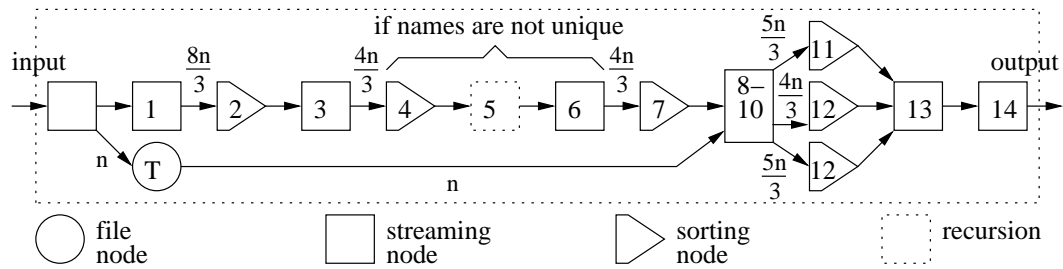 if names are not unique
input
output
8n/3
4n/3
4n/3
5n/3
4n/3
5n/3
1
2
3
4
5
6
7
8–
10
11
12
12
13
14
n
T
n
file
node
streaming
node
sorting
node
recursion